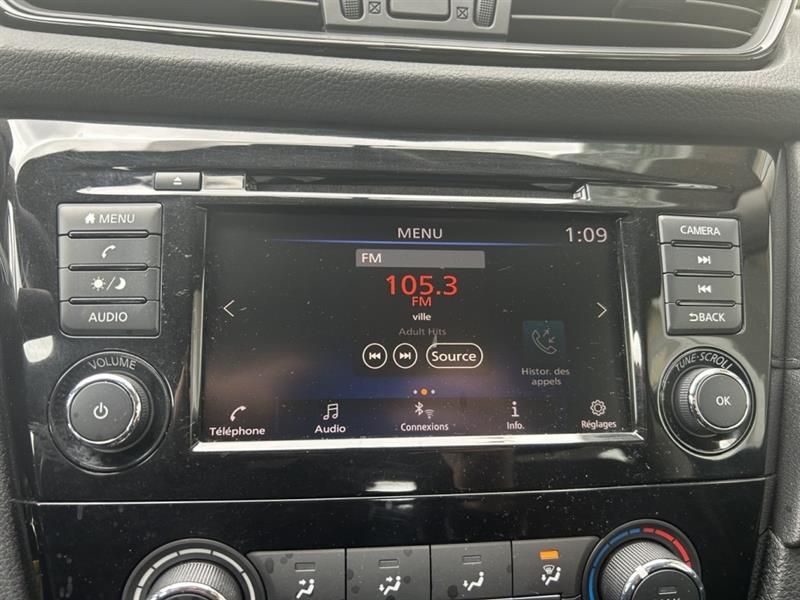 MENU
AUDIO
VOLUME
MENU
1:09
FM
105.3
FM
ville
Adult Hits
Source
Histor. des
appels
Téléphone
Audio
Connexions
Info.
Réglages
CAMERA
BACK
TUNE-SCROLL
OK